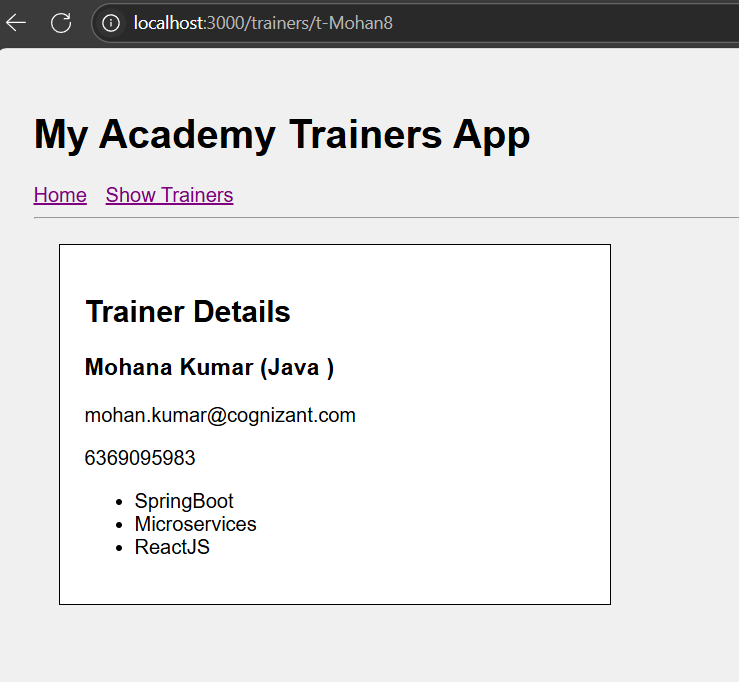 localhost:3000/trainers/t-Mohan8
My Academy Trainers App
Home Show Trainers
Trainer Details
Mohana Kumar (Java )
mohan.kumar@cognizant.com
6369095983
SpringBoot
Microservices
ReactJS